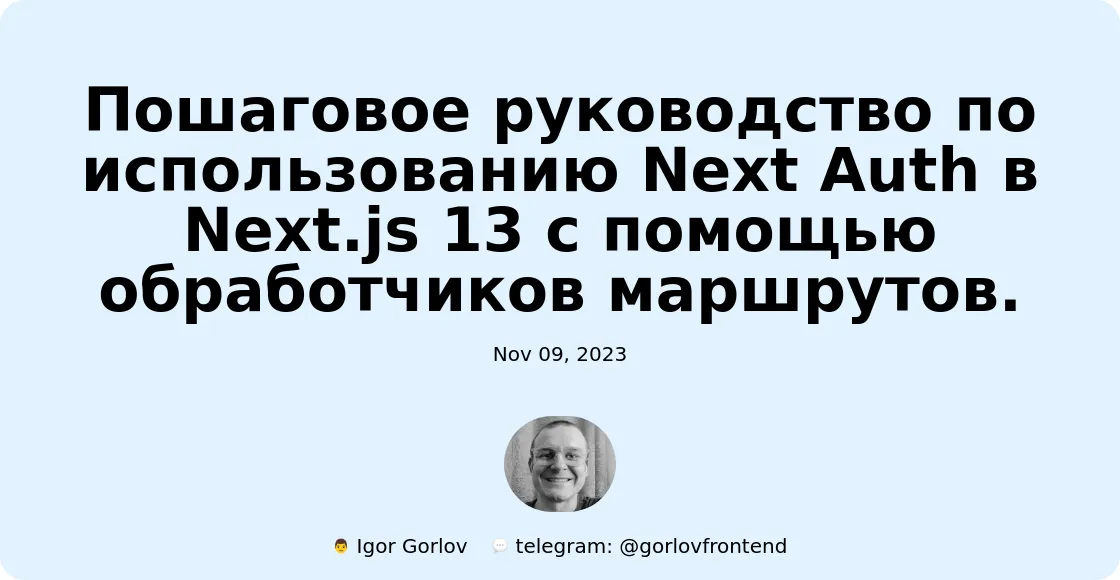 Пошаговое руководство по
использованию Next Auth в
Next.js 13 с помощью
обработчиков маршрутов.
Nov 09, 2023
Igor Gorlov telegram: @gorlovfrontend